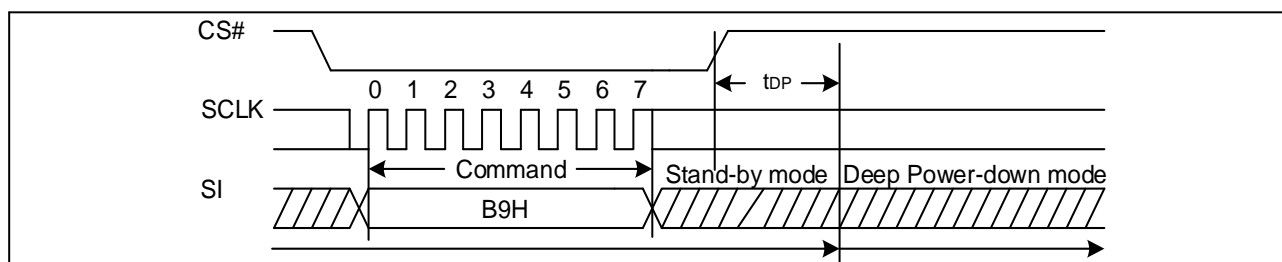 CS#
tDP
0 1 2 3 4 5 6 7
SCLK
Command
Stand-by mode Deep Power-down mode
SI
B9H